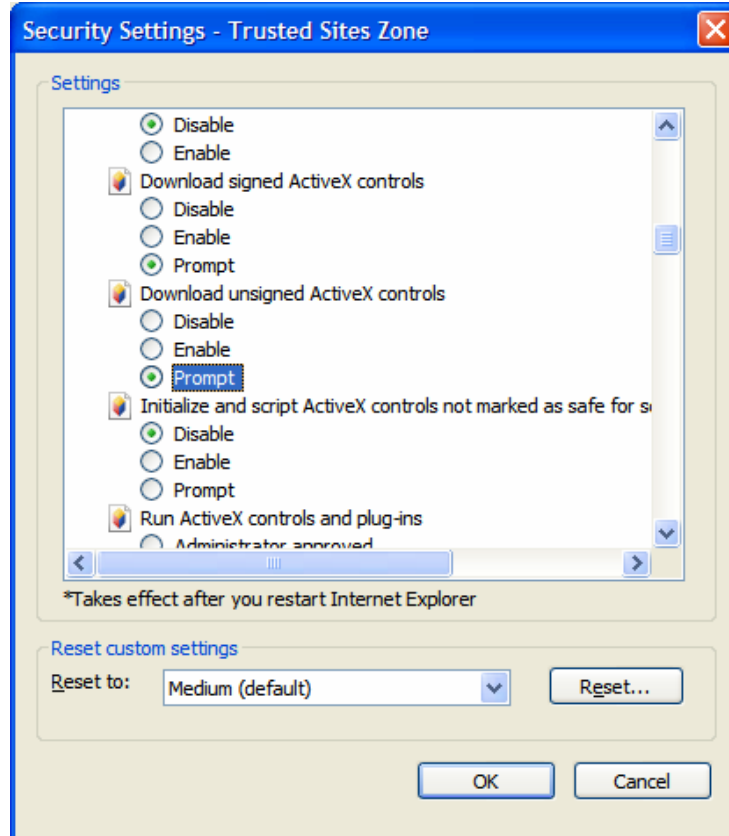 Security Settings - Trusted Sites Zone
Settings
Disable
Enable
Download signed ActiveX controls
Disable
Enable
Prompt
Download unsigned ActiveX controls
Disable
Enable
Prompt
Initialize and script ActiveX controls not marked as safe for
Disable
Enable
Prompt
Run ActiveX controls and plug-ins
Administrator approved
*Takes effect after you restart Internet Explorer
Reset custom settings
Reset to: Medium (default) Reset...
OK Cancel